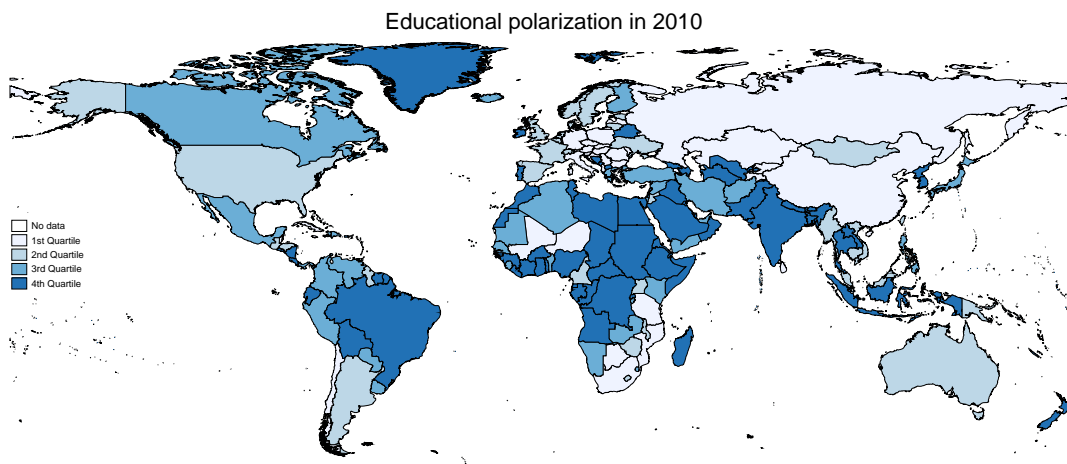 Educational polarization in 2010
No data
1st Quartile
2nd Quartile
3rd Quartile
4th Quartile